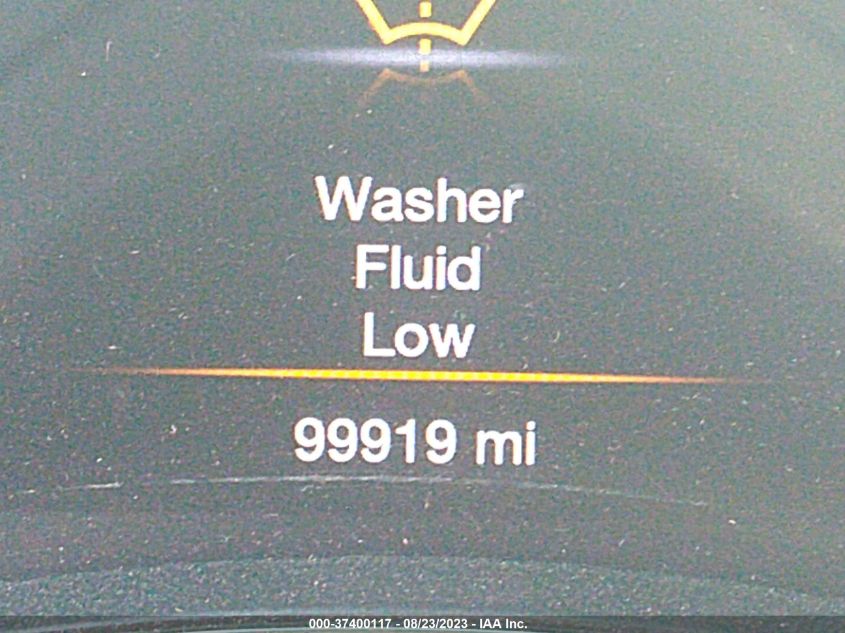 Washer
Fluid
Low
99919 mi
000-37400117 - 08/23/2023 - IAA Inc.